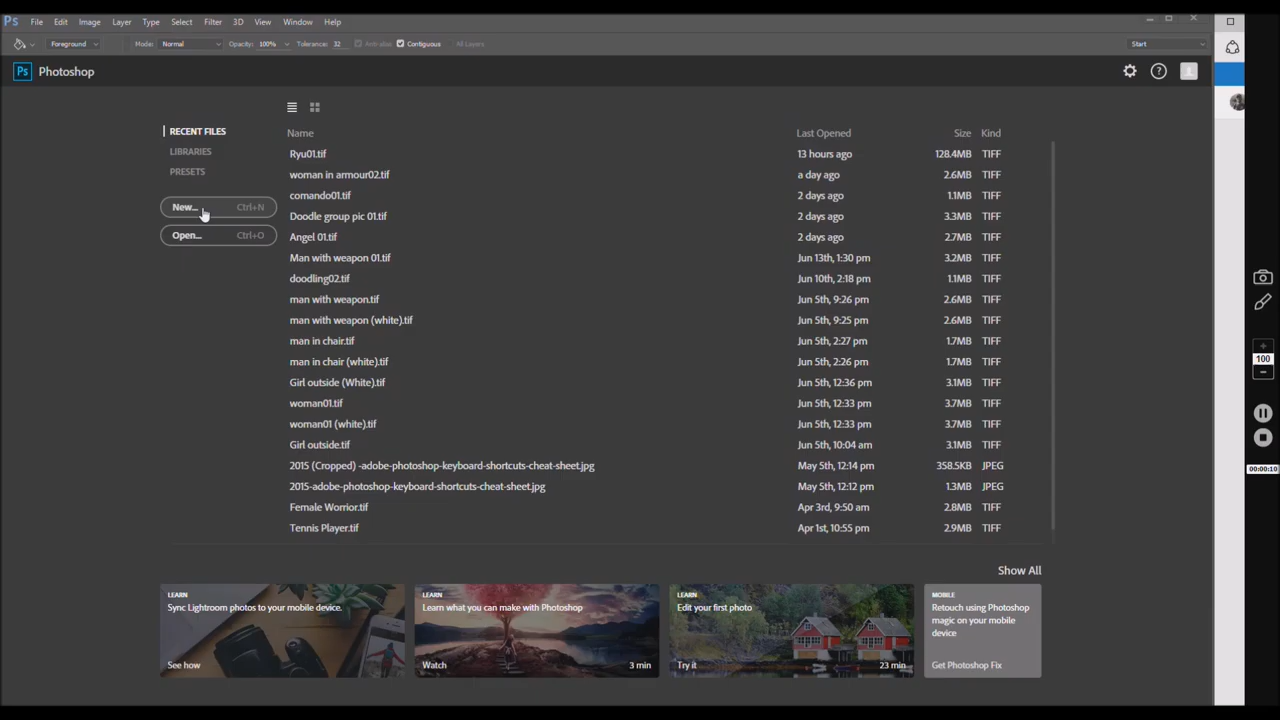 Ps File Edit Image Layer Type Select Filter 3D View Window Help
Foreground Mode: Normal Opacity: 100% Tolerance: 32 Anti-alias Contiguous All Layers Start
Ps Photoshop
RECENT FILES
LIBRARIES
PRESETS
New... Ctrl+N
Open... Ctrl+O
Name Last Opened Size Kind
Ryu01.tif 13 hours ago 128.4MB TIFF
woman in armour02.tif a day ago 2.6MB TIFF
comando01.tif 2 days ago 1.1MB TIFF
Doodle group pic 01.tif 2 days ago 3.3MB TIFF
Angel 01.tif 2 days ago 2.7MB TIFF
Man with weapon 01.tif Jun 13th, 1:30 pm 3.2MB TIFF
doodling02.tif Jun 10th, 2:18 pm 1.1MB TIFF
man with weapon.tif Jun 5th, 9:26 pm 2.6MB TIFF
man with weapon (white).tif Jun 5th, 9:25 pm 2.6MB TIFF
man in chair.tif Jun 5th, 2:27 pm 1.7MB TIFF
man in chair (white).tif Jun 5th, 2:26 pm 1.7MB TIFF
Girl outside (White).tif Jun 5th, 12:36 pm 3.1MB TIFF
woman01.tif Jun 5th, 12:33 pm 3.7MB TIFF
woman01 (white).tif Jun 5th, 12:33 pm 3.7MB TIFF
Girl outside.tif Jun 5th, 10:04 am 3.1MB TIFF
2015 (Cropped) -adobe-photoshop-keyboard-shortcuts-cheat-sheet.jpg May 5th, 12:14 pm 358.5KB JPEG
2015-adobe-photoshop-keyboard-shortcuts-cheat-sheet.jpg May 5th, 12:12 pm 1.3MB JPEG
Female Worrior.tif Apr 3rd, 9:50 am 2.8MB TIFF
Tennis Player.tif Apr 1st, 10:55 pm 2.9MB TIFF
Show All
LEARN
Sync Lightroom photos to your mobile device.
See how
LEARN
Learn what you can make with Photoshop
Watch 3 min
LEARN
Edit your first photo
Try it 23 min
MOBILE
Retouch using Photoshop
magic on your mobile
device
Get Photoshop Fix
100
00:00:10